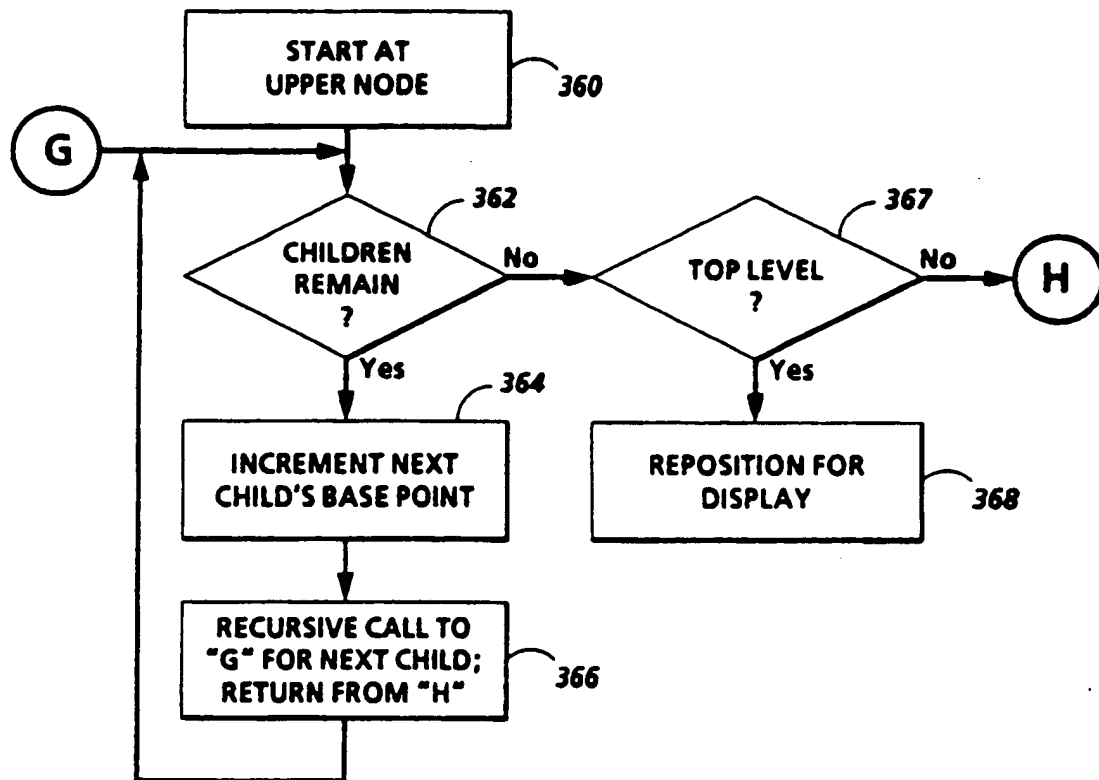 START AT
UPPER NODE
360
G
362
CHILDREN
REMAIN
?
No
Yes
367
TOP LEVEL
?
No
Yes
H
364
INCREMENT NEXT
CHILD'S BASE POINT
REPOSITION FOR
DISPLAY
368
RECURSIVE CALL TO
"G" FOR NEXT CHILD;
RETURN FROM "H"
366